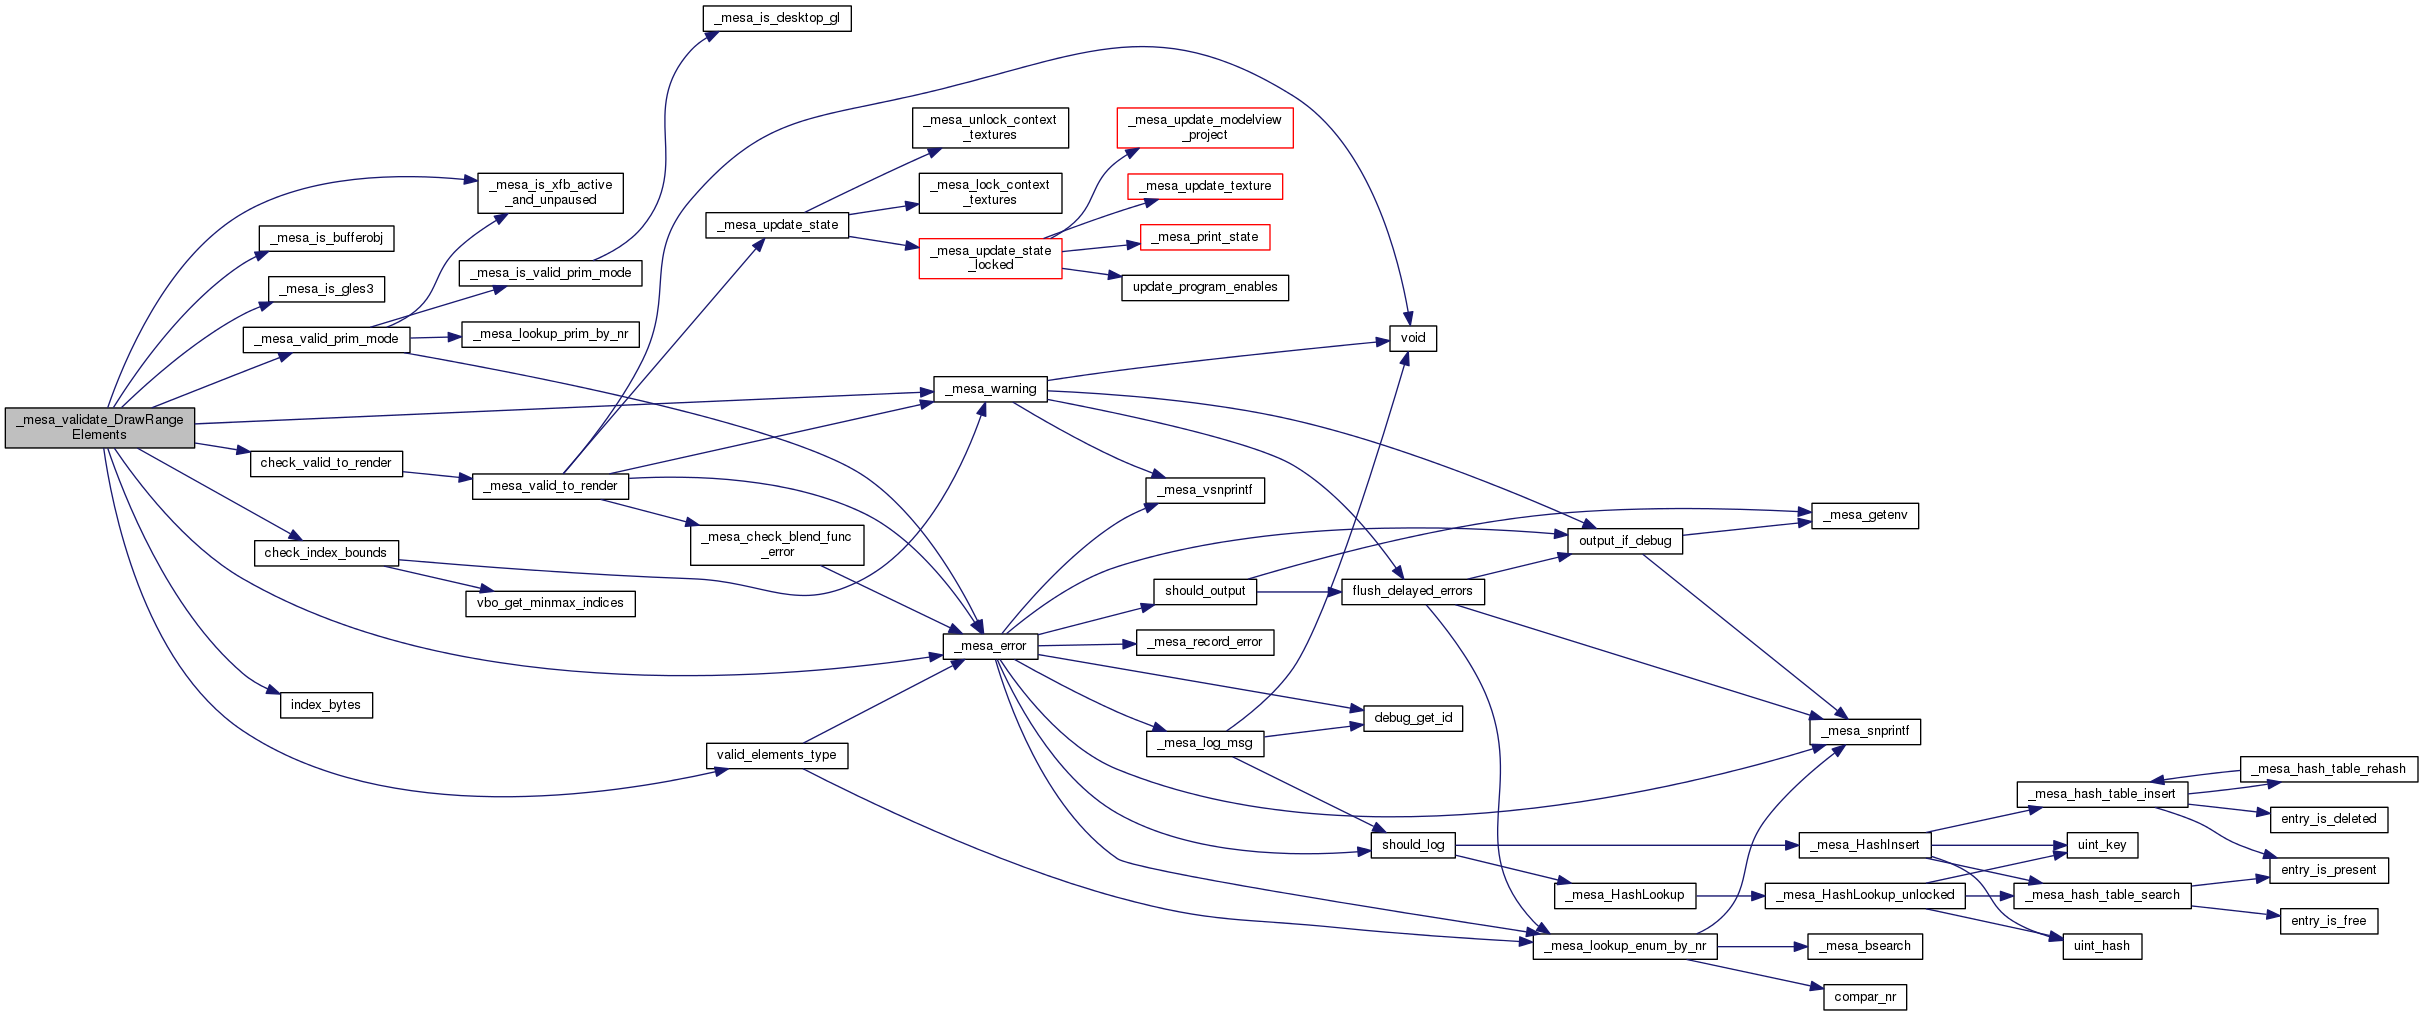 _mesa_is_desktop_gl
_mesa_unlock_context
_textures
_mesa_update_modelview
_project
_mesa_is_xfb_active
_and_unpaused
_mesa_lock_context
_textures
_mesa_update_texture
_mesa_update_state
_mesa_is_bufferobj
_mesa_print_state
_mesa_update_state
_locked
_mesa_is_valid_prim_mode
_mesa_is_gles3
update_program_enables
_mesa_valid_prim_mode
_mesa_lookup_prim_by_nr
void
_mesa_warning
_mesa_validate_DrawRange
Elements
check_valid_to_render
_mesa_valid_to_render
_mesa_vsnprintf
_mesa_getenv
_mesa_check_blend_func
_error
check_index_bounds
output_if_debug
vbo_get_minmax_indices
should_output
flush_delayed_errors
_mesa_error
_mesa_record_error
index_bytes
debug_get_id
_mesa_snprintf
_mesa_log_msg
valid_elements_type
_mesa_hash_table_rehash
_mesa_hash_table_insert
entry_is_deleted
should_log
_mesa_HashInsert
uint_key
entry_is_present
_mesa_HashLookup
_mesa_HashLookup_unlocked
_mesa_hash_table_search
entry_is_free
_mesa_lookup_enum_by_nr
_mesa_bsearch
uint_hash
compar_nr